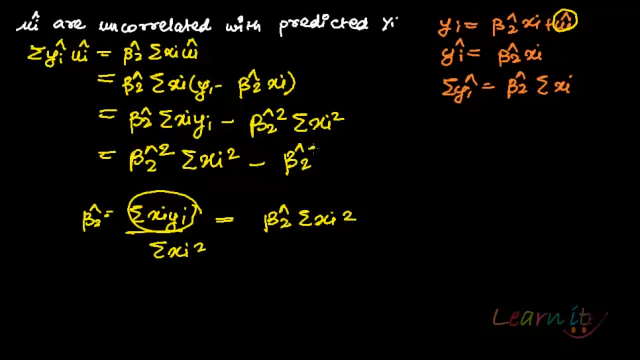 ûi are uncorrelated with predicted yi
Σŷi ûi = β̂2 Σxi ûi
= β̂2 Σxi(yi - β̂2 xi)
= β̂2 Σxiyi - β̂2² Σxi²
= β̂2² Σxi² - β̂2²
β̂2 = Σxiyi / Σxi² = β̂2 Σxi²
yi = β̂2 xi + ûi
ŷi = β̂2 xi
Σŷi = β̂2 Σxi
Learnitt